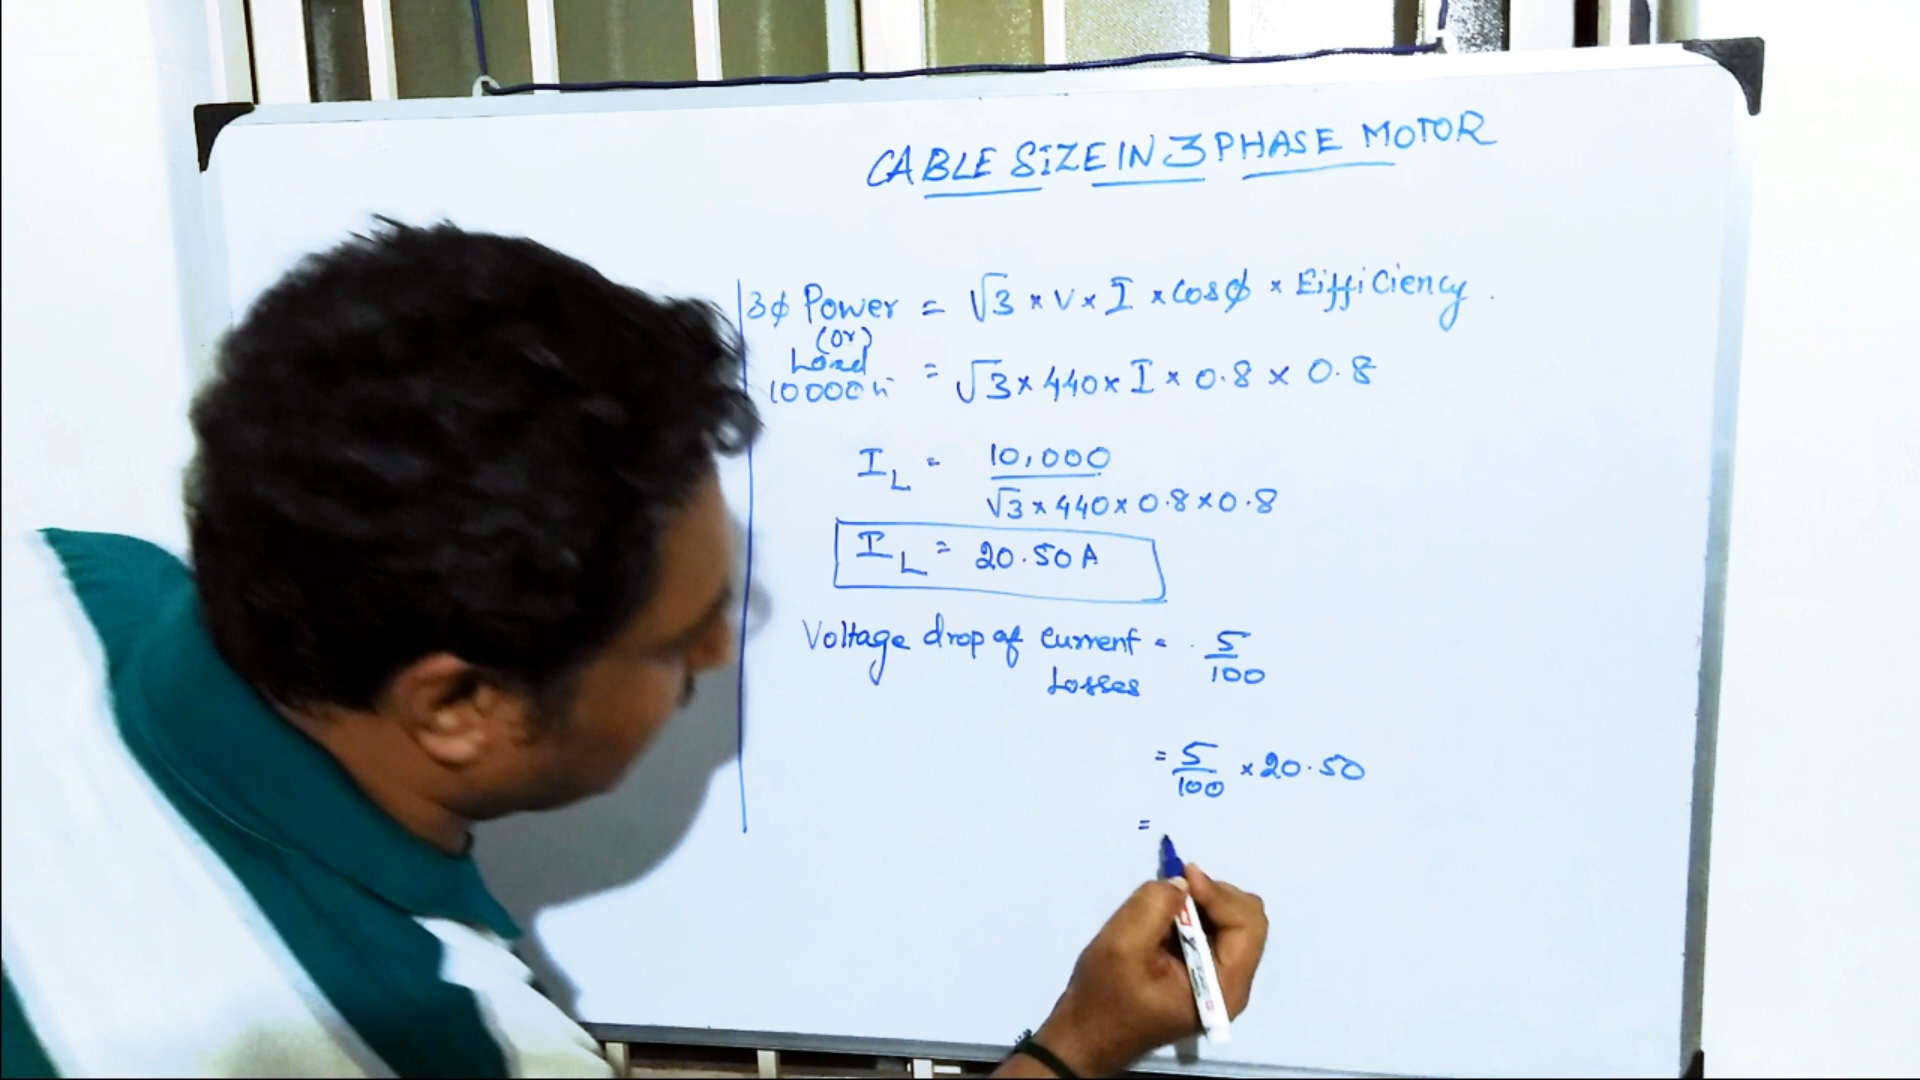 CABLE SIZE IN 3 PHASE MOTOR
3ϕ Power = √3 × V × I × cosϕ × Eifficiency.
(or)
Load
10000 = √3 × 440 × I × 0.8 × 0.8
I_L = 10,000
√3 × 440 × 0.8 × 0.8
I_L = 20.50A
Voltage drop of current = 5/100
Losses
= 5/100 × 20.50
=